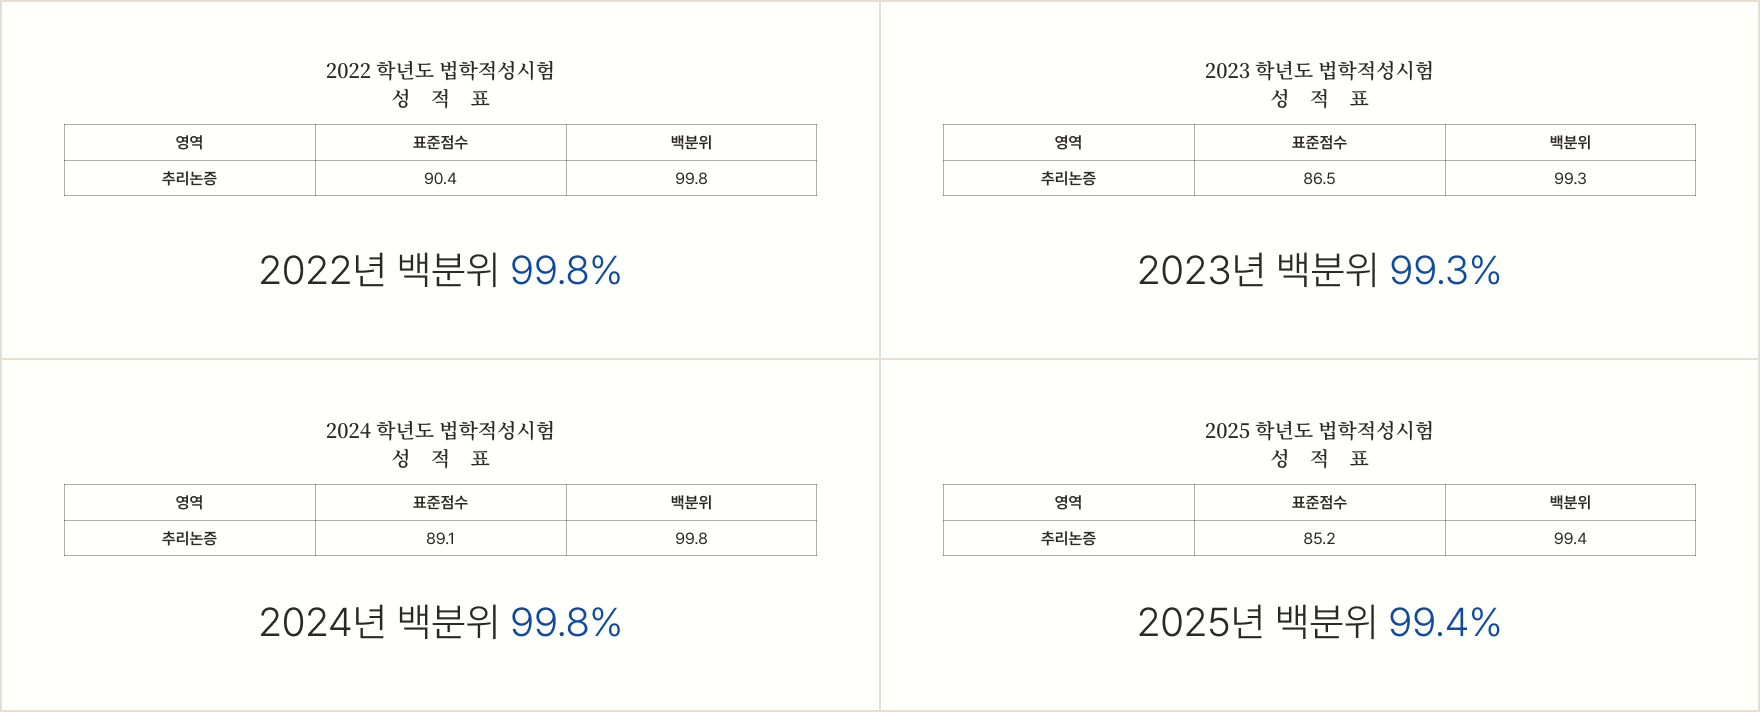 2022 학년도 법학적성시험
성 적 표
영역 표준점수 백분위
추리논증 90.4 99.8
2022년 백분위 99.8%
2023 학년도 법학적성시험
성 적 표
영역 표준점수 백분위
추리논증 86.5 99.3
2023년 백분위 99.3%
2024 학년도 법학적성시험
성 적 표
영역 표준점수 백분위
추리논증 89.1 99.8
2024년 백분위 99.8%
2025 학년도 법학적성시험
성 적 표
영역 표준점수 백분위
추리논증 85.2 99.4
2025년 백분위 99.4%